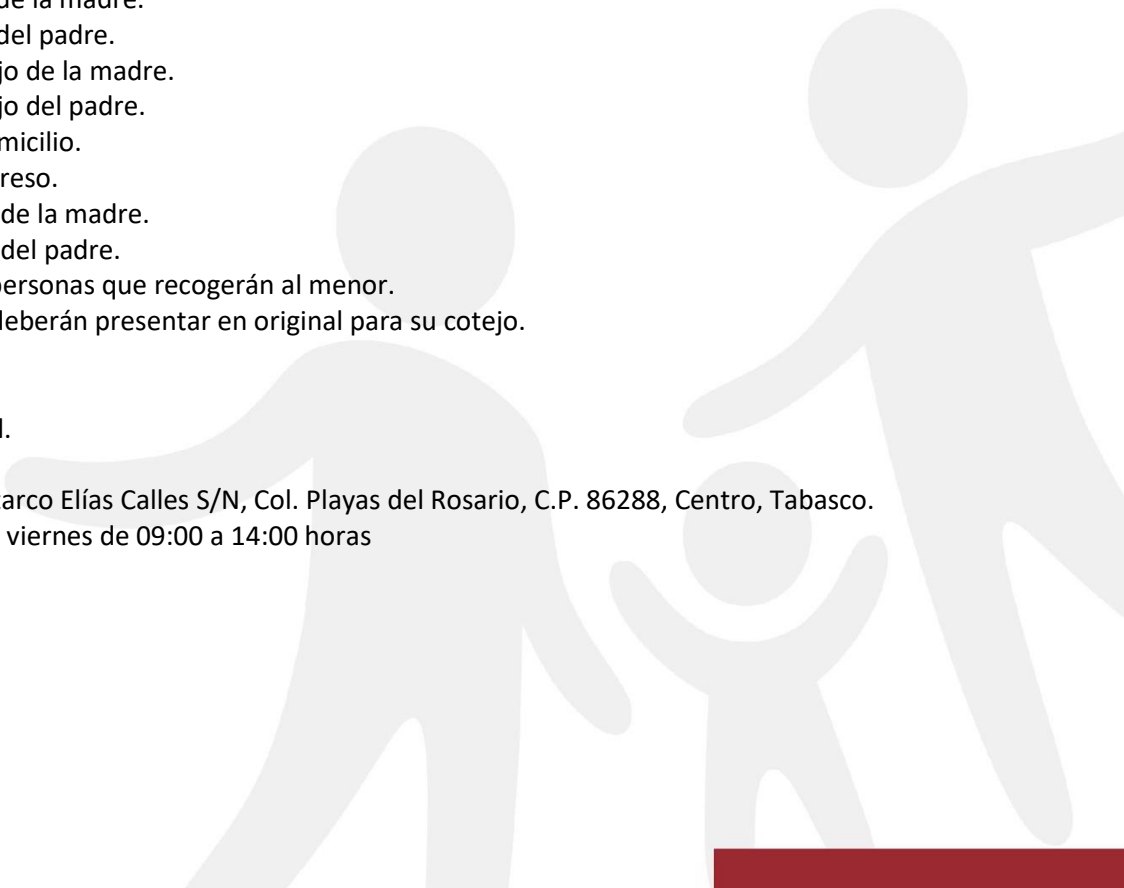 de la madre.
del padre.
jo de la madre.
jo del padre.
micilio.
reso.
de la madre.
del padre.
personas que recogerán al menor.
deberán presentar en original para su cotejo.
l.
tarco Elías Calles S/N, Col. Playas del Rosario, C.P. 86288, Centro, Tabasco.
viernes de 09:00 a 14:00 horas